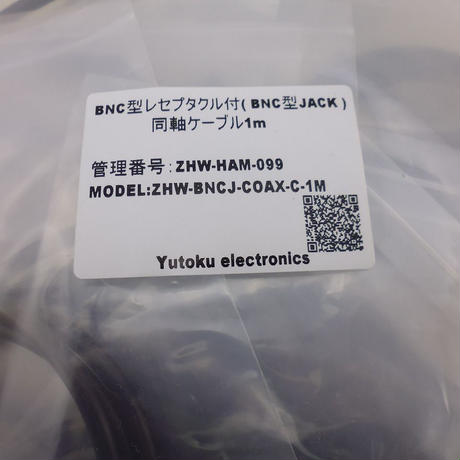 BNC型レセプタクル付( BNC型JACK )
同軸ケーブル1m
管理番号:ZHW-HAM-099
MODEL:ZHW-BNCJ-COAX-C-1M
Yutoku electronics